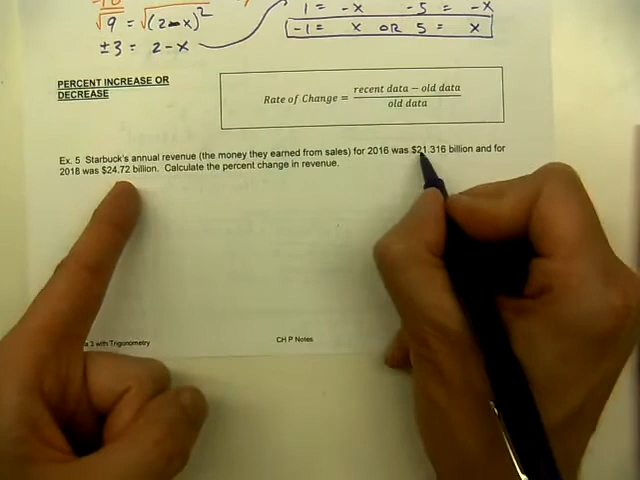 √9 = √(2-x)²
±3 = 2-x
1 = -x   -5 = -x
-1 = x OR 5 = x
PERCENT INCREASE OR
DECREASE
Rate of Change = (recent data - old data) / old data
Ex. 5 Starbuck's annual revenue (the money they earned from sales) for 2016 was $21.316 billion and for
2018 was $24.72 billion. Calculate the percent change in revenue.
a 2 with Trigonometry
CH P Notes